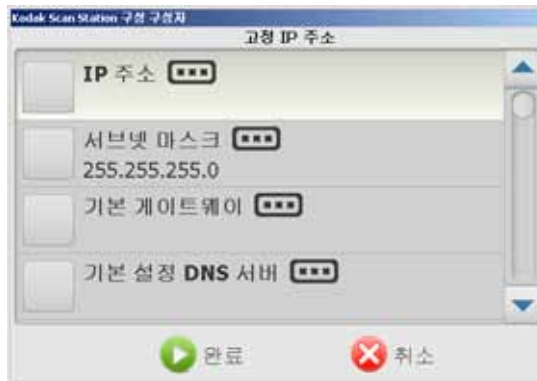 Kodak Scan Station 구성 구성자
고정 IP 주소
IP 주소
서브넷 마스크
255.255.255.0
기본 게이트웨이
기본 설정 DNS 서버
완료
취소